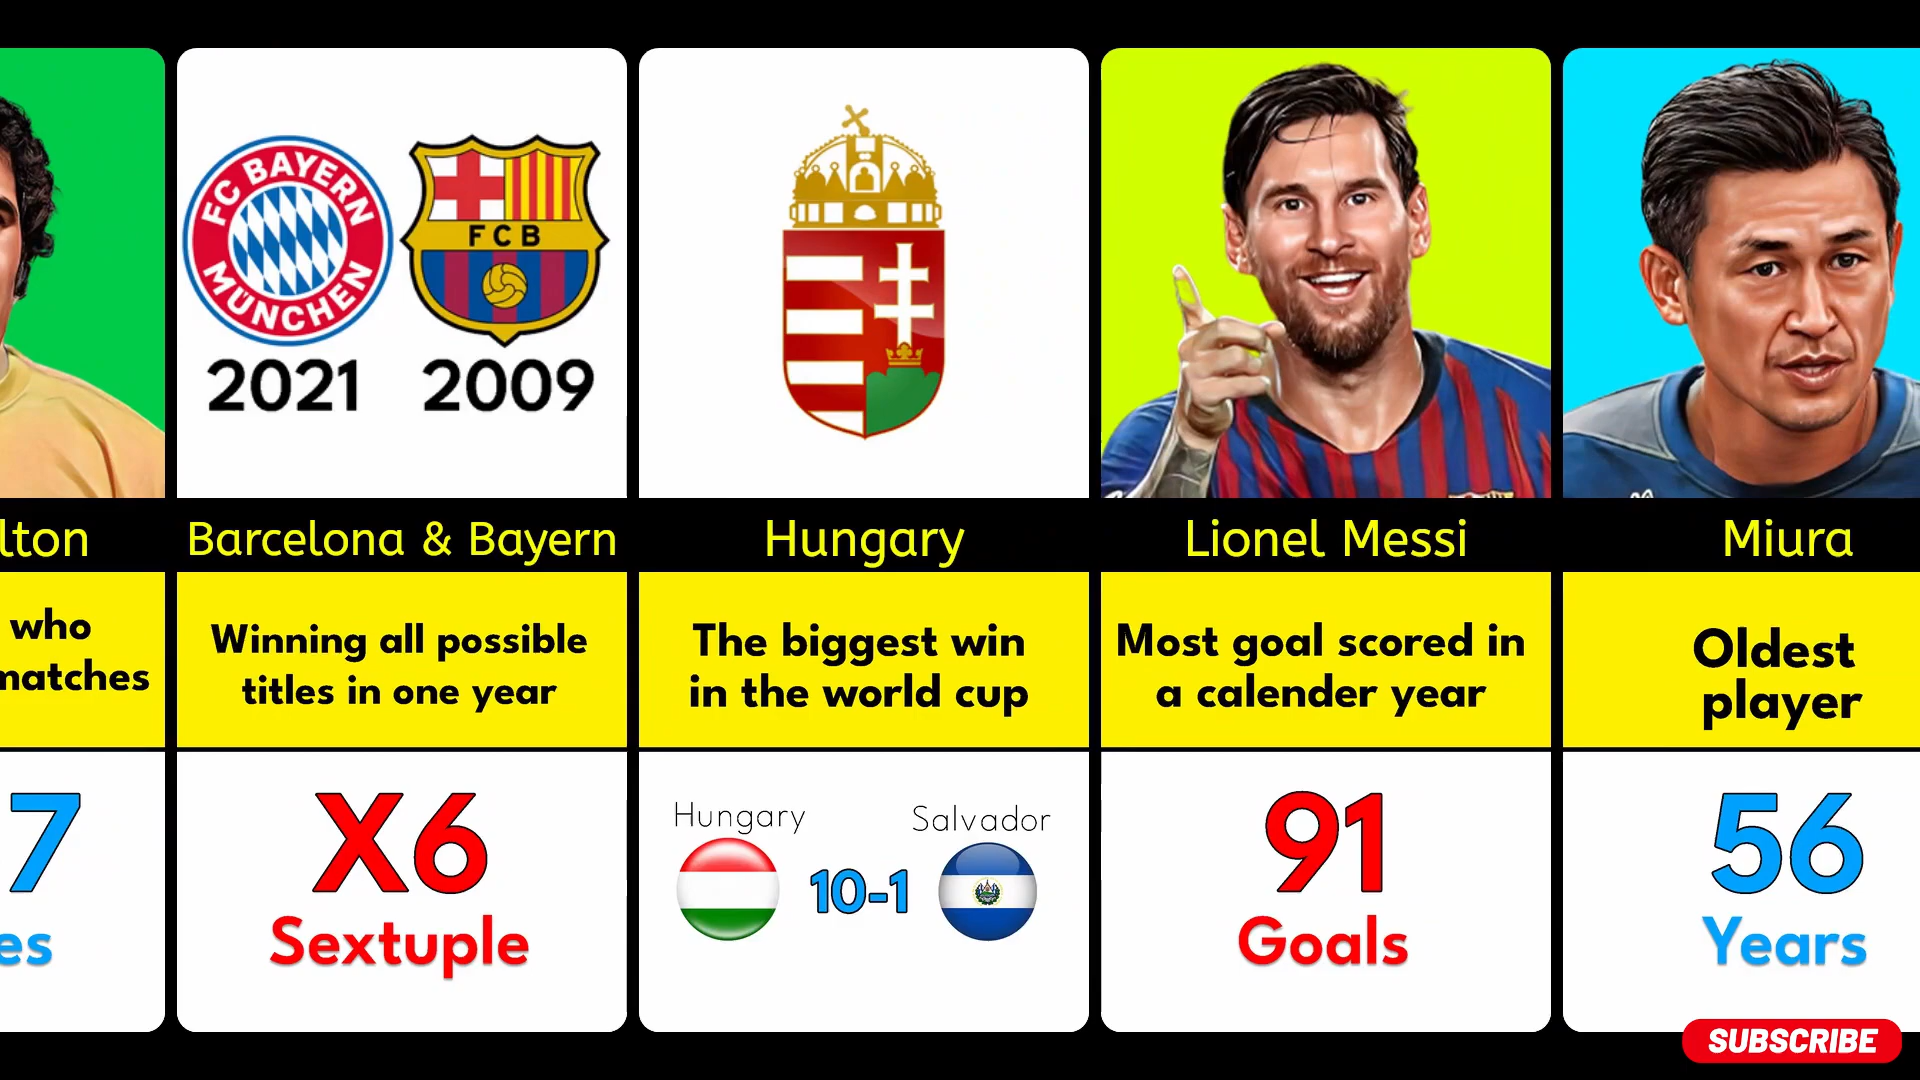 FC BAYERN
MÜNCHEN
FCB
2021
2009
lton
who
matches
7
es
Barcelona & Bayern
Winning all possible
titles in one year
X6
Sextuple
Hungary
The biggest win
in the world cup
Hungary
Salvador
10-1
Lionel Messi
Most goal scored in
a calender year
91
Goals
Miura
Oldest
player
56
Years
SUBSCRIBE